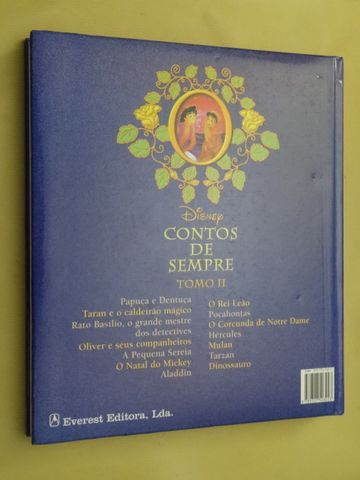 Disney
CONTOS
DE
SEMPRE
TOMO II
Papuça e Dentuça
Taran e o caldeirão mágico
Rato Basílio, o grande mestre
dos detectives
Oliver e seus companheiros
A Pequena Sereia
O Natal do Mickey
Aladdin
O Rei Leão
Pocahontas
O Corcunda de Notre Dame
Hércules
Mulan
Tarzan
Dinossauro
Everest Editora, Lda.